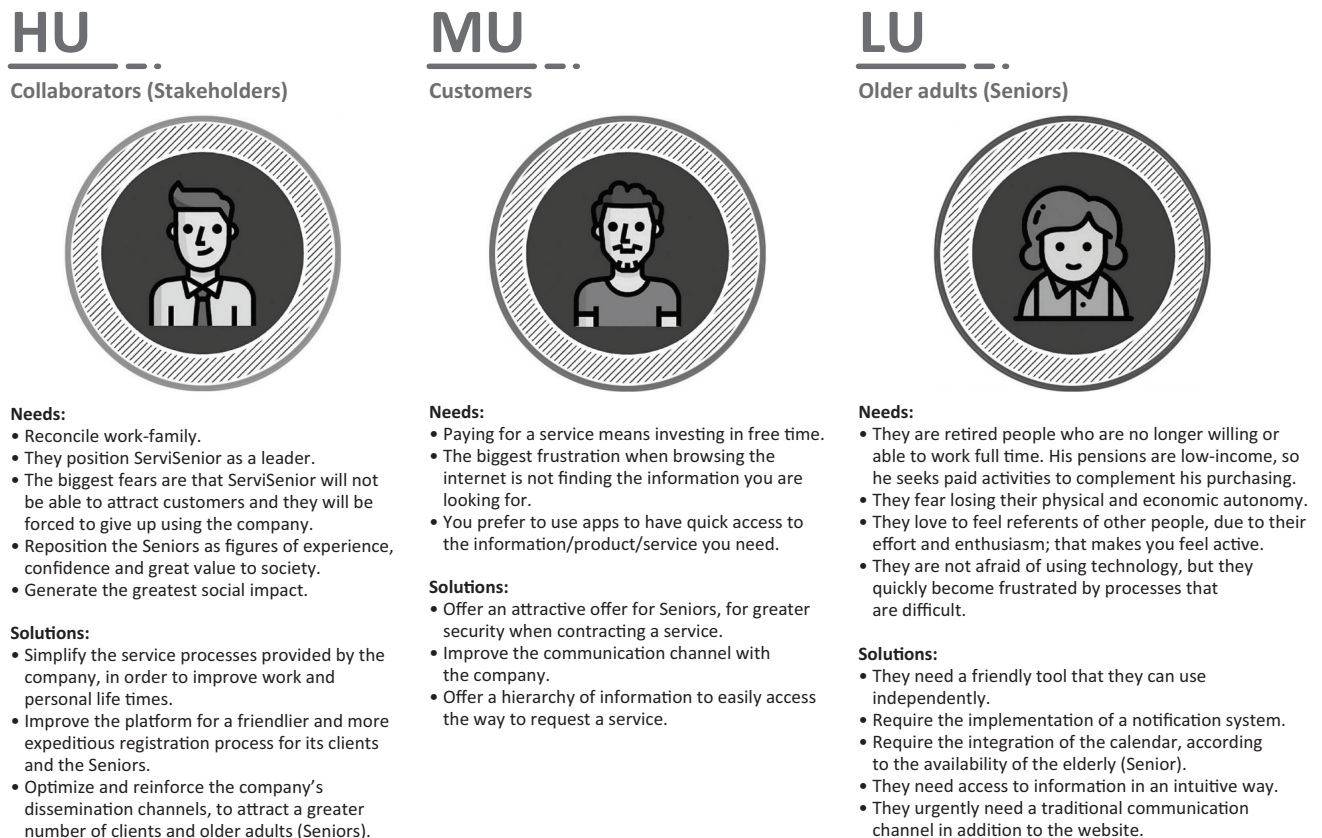 HU
Collaborators (Stakeholders)
Needs:
• Reconcile work-family.
• They position ServiSenior as a leader.
• The biggest fears are that ServiSenior will not
be able to attract customers and they will be
forced to give up using the company.
• Reposition the Seniors as figures of experience,
confidence and great value to society.
• Generate the greatest social impact.
Solutions:
• Simplify the service processes provided by the
company, in order to improve work and
personal life times.
• Improve the platform for a friendlier and more
expeditious registration process for its clients
and the Seniors.
• Optimize and reinforce the company’s
dissemination channels, to attract a greater
number of clients and older adults (Seniors).
MU
Customers
Needs:
• Paying for a service means investing in free time.
• The biggest frustration when browsing the
internet is not finding the information you are
looking for.
• You prefer to use apps to have quick access to
the information/product/service you need.
Solutions:
• Offer an attractive offer for Seniors, for greater
security when contracting a service.
• Improve the communication channel with
the company.
• Offer a hierarchy of information to easily access
the way to request a service.
LU
Older adults (Seniors)
Needs:
• They are retired people who are no longer willing or
able to work full time. His pensions are low-income, so
he seeks paid activities to complement his purchasing.
• They fear losing their physical and economic autonomy.
• They love to feel referents of other people, due to their
effort and enthusiasm; that makes you feel active.
• They are not afraid of using technology, but they
quickly become frustrated by processes that
are difficult.
Solutions:
• They need a friendly tool that they can use
independently.
• Require the implementation of a notification system.
• Require the integration of the calendar, according
to the availability of the elderly (Senior).
• They need access to information in an intuitive way.
• They urgently need a traditional communication
channel in addition to the website.